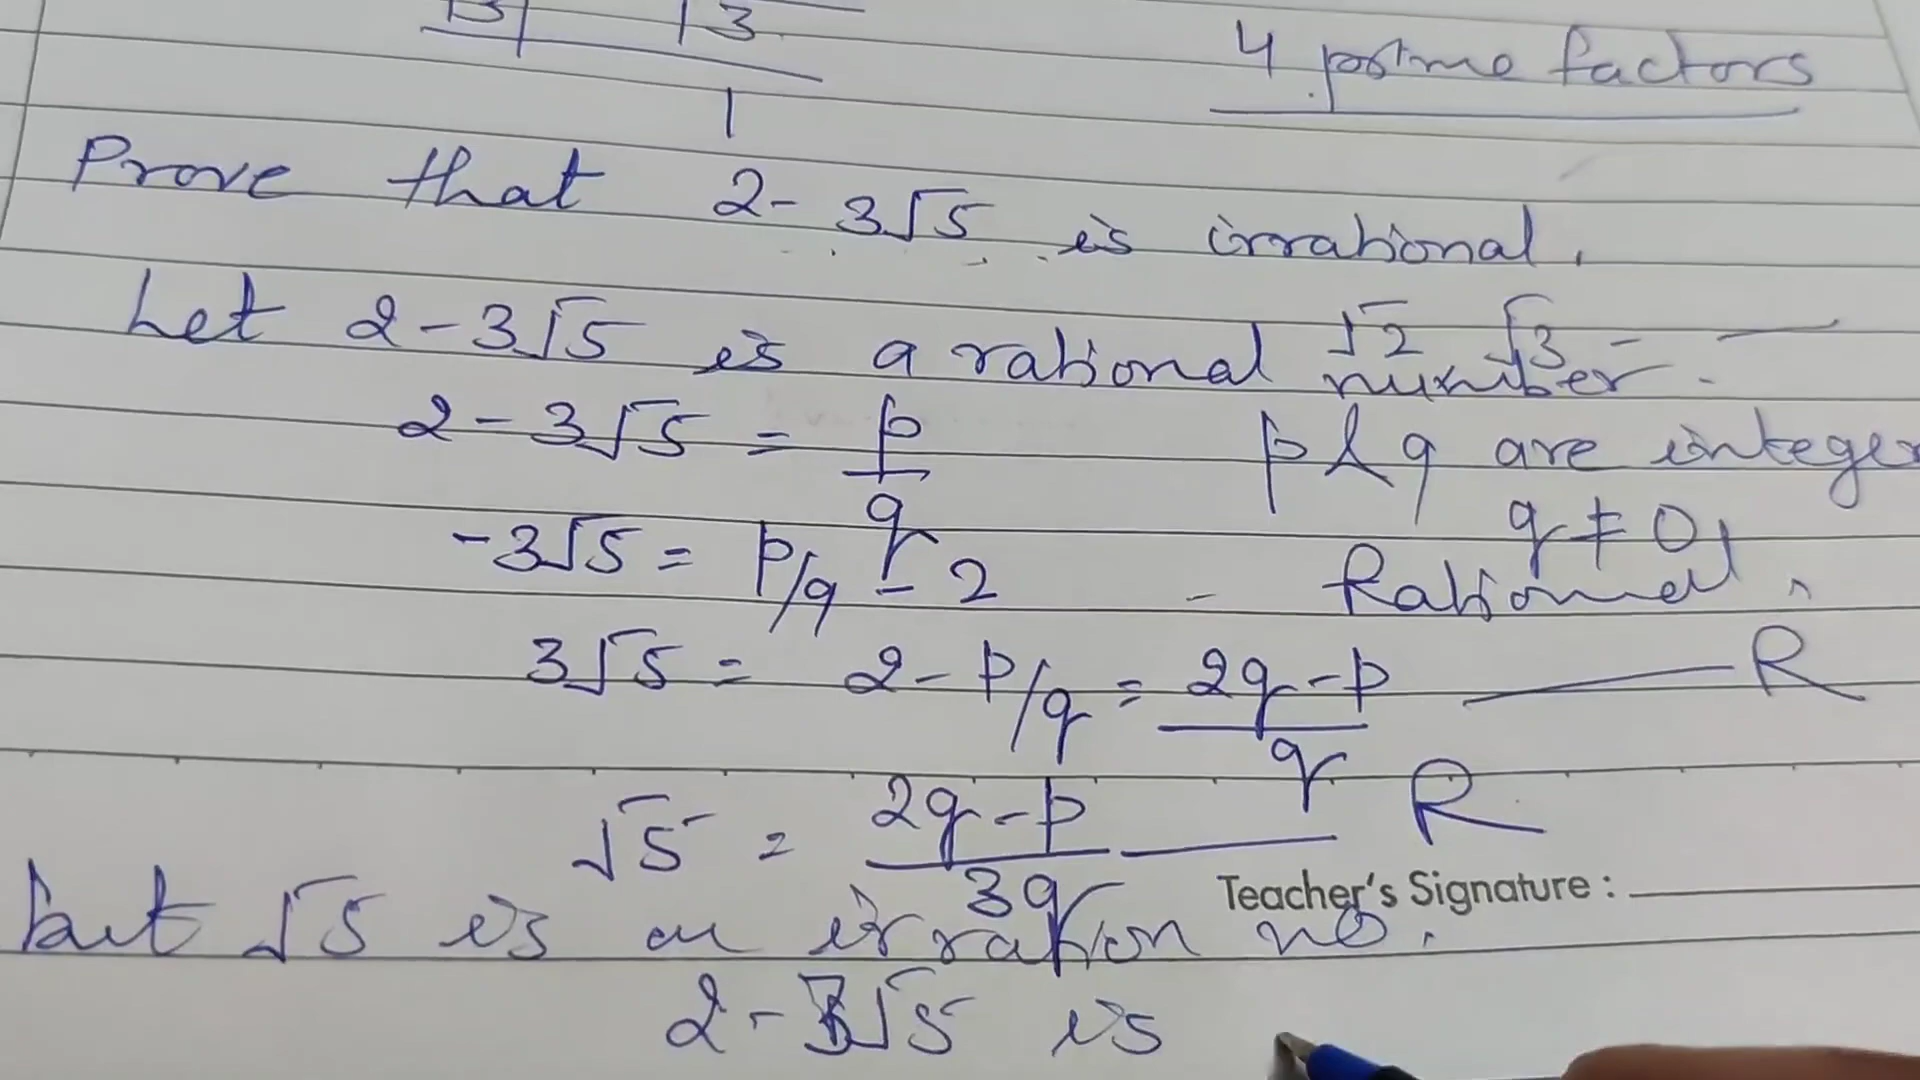 13 13
1
4 prime factors
Prove that 2-3√5 is irrational.
√2 √3 - —
Let 2-3√5 is a rational number.
2-3√5 = p/q p & q are integer
q ≠ 0,
-3√5 = p/q - 2 - Rational.
3√5 = 2 - p/q = 2q-p/q — R
√5 = 2q-p/3q — R
Teacher's Signature :
but √5 is an irration no.
2-3√5 is